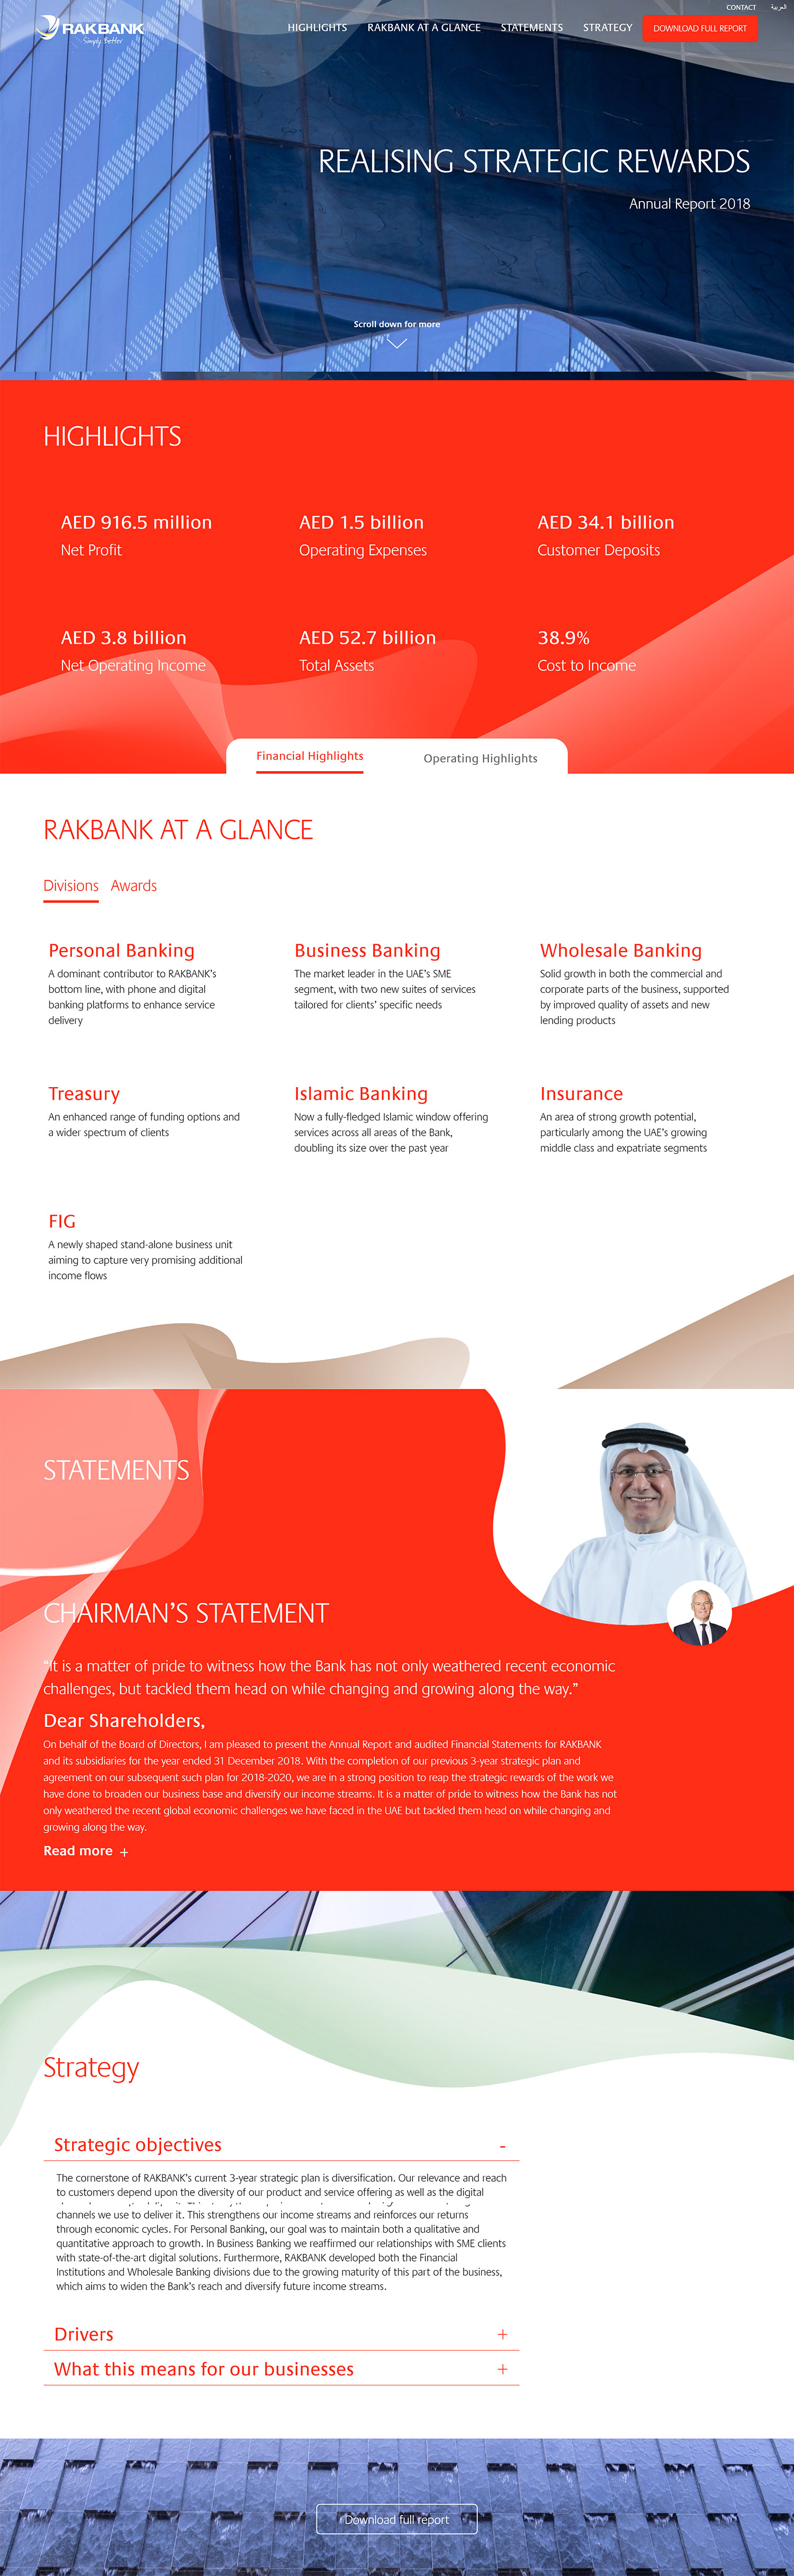 CONTACT العربية
RAKBANK
Simply Better
HIGHLIGHTS RAKBANK AT A GLANCE STATEMENTS STRATEGY DOWNLOAD FULL REPORT
REALISING STRATEGIC REWARDS
Annual Report 2018
Scroll down for more
HIGHLIGHTS
AED 916.5 million
Net Profit
AED 1.5 billion
Operating Expenses
AED 34.1 billion
Customer Deposits
AED 3.8 billion
Net Operating Income
AED 52.7 billion
Total Assets
38.9%
Cost to Income
Financial Highlights Operating Highlights
RAKBANK AT A GLANCE
Divisions Awards
Personal Banking
A dominant contributor to RAKBANK's
bottom line, with phone and digital
banking platforms to enhance service
delivery
Business Banking
The market leader in the UAE's SME
segment, with two new suites of services
tailored for clients' specific needs
Wholesale Banking
Solid growth in both the commercial and
corporate parts of the business, supported
by improved quality of assets and new
lending products
Treasury
An enhanced range of funding options and
a wider spectrum of clients
Islamic Banking
Now a fully-fledged Islamic window offering
services across all areas of the Bank,
doubling its size over the past year
Insurance
An area of strong growth potential,
particularly among the UAE's growing
middle class and expatriate segments
FIG
A newly shaped stand-alone business unit
aiming to capture very promising additional
income flows
STATEMENTS
CHAIRMAN'S STATEMENT
"It is a matter of pride to witness how the Bank has not only weathered recent economic
challenges, but tackled them head on while changing and growing along the way."
Dear Shareholders,
On behalf of the Board of Directors, I am pleased to present the Annual Report and audited Financial Statements for RAKBANK
and its subsidiaries for the year ended 31 December 2018. With the completion of our previous 3-year strategic plan and
agreement on our subsequent such plan for 2018-2020, we are in a strong position to reap the strategic rewards of the work we
have done to broaden our business base and diversify our income streams. It is a matter of pride to witness how the Bank has not
only weathered the recent global economic challenges we have faced in the UAE but tackled them head on while changing and
growing along the way.
Read more +
Strategy
Strategic objectives -
The cornerstone of RAKBANK's current 3-year strategic plan is diversification. Our relevance and reach
to customers depend upon the diversity of our product and service offering as well as the digital
channels we use to deliver it. This strengthens our income streams and reinforces our returns
through economic cycles. For Personal Banking, our goal was to maintain both a qualitative and
quantitative approach to growth. In Business Banking we reaffirmed our relationships with SME clients
with state-of-the-art digital solutions. Furthermore, RAKBANK developed both the Financial
Institutions and Wholesale Banking divisions due to the growing maturity of this part of the business,
which aims to widen the Bank's reach and diversify future income streams.
Drivers +
What this means for our businesses +
Download full report